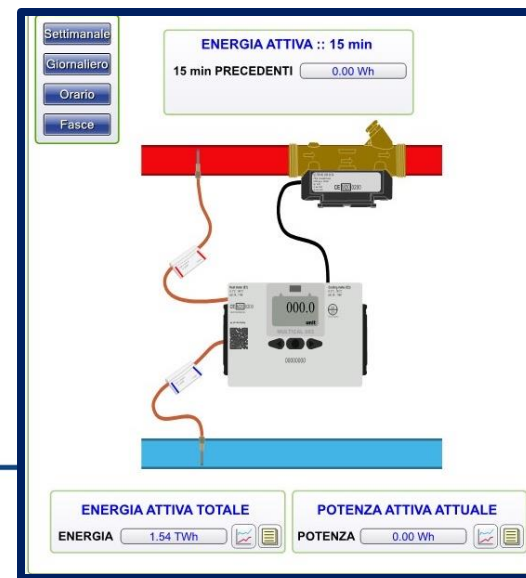 Settimanale
Giornaliero
Orario
Fasce
ENERGIA ATTIVA :: 15 min
15 min PRECEDENTI 0.00 Wh
000.0
MULTICAL
00000000
ENERGIA ATTIVA TOTALE
ENERGIA 1.54 TWh
POTENZA ATTIVA ATTUALE
POTENZA 0.00 Wh